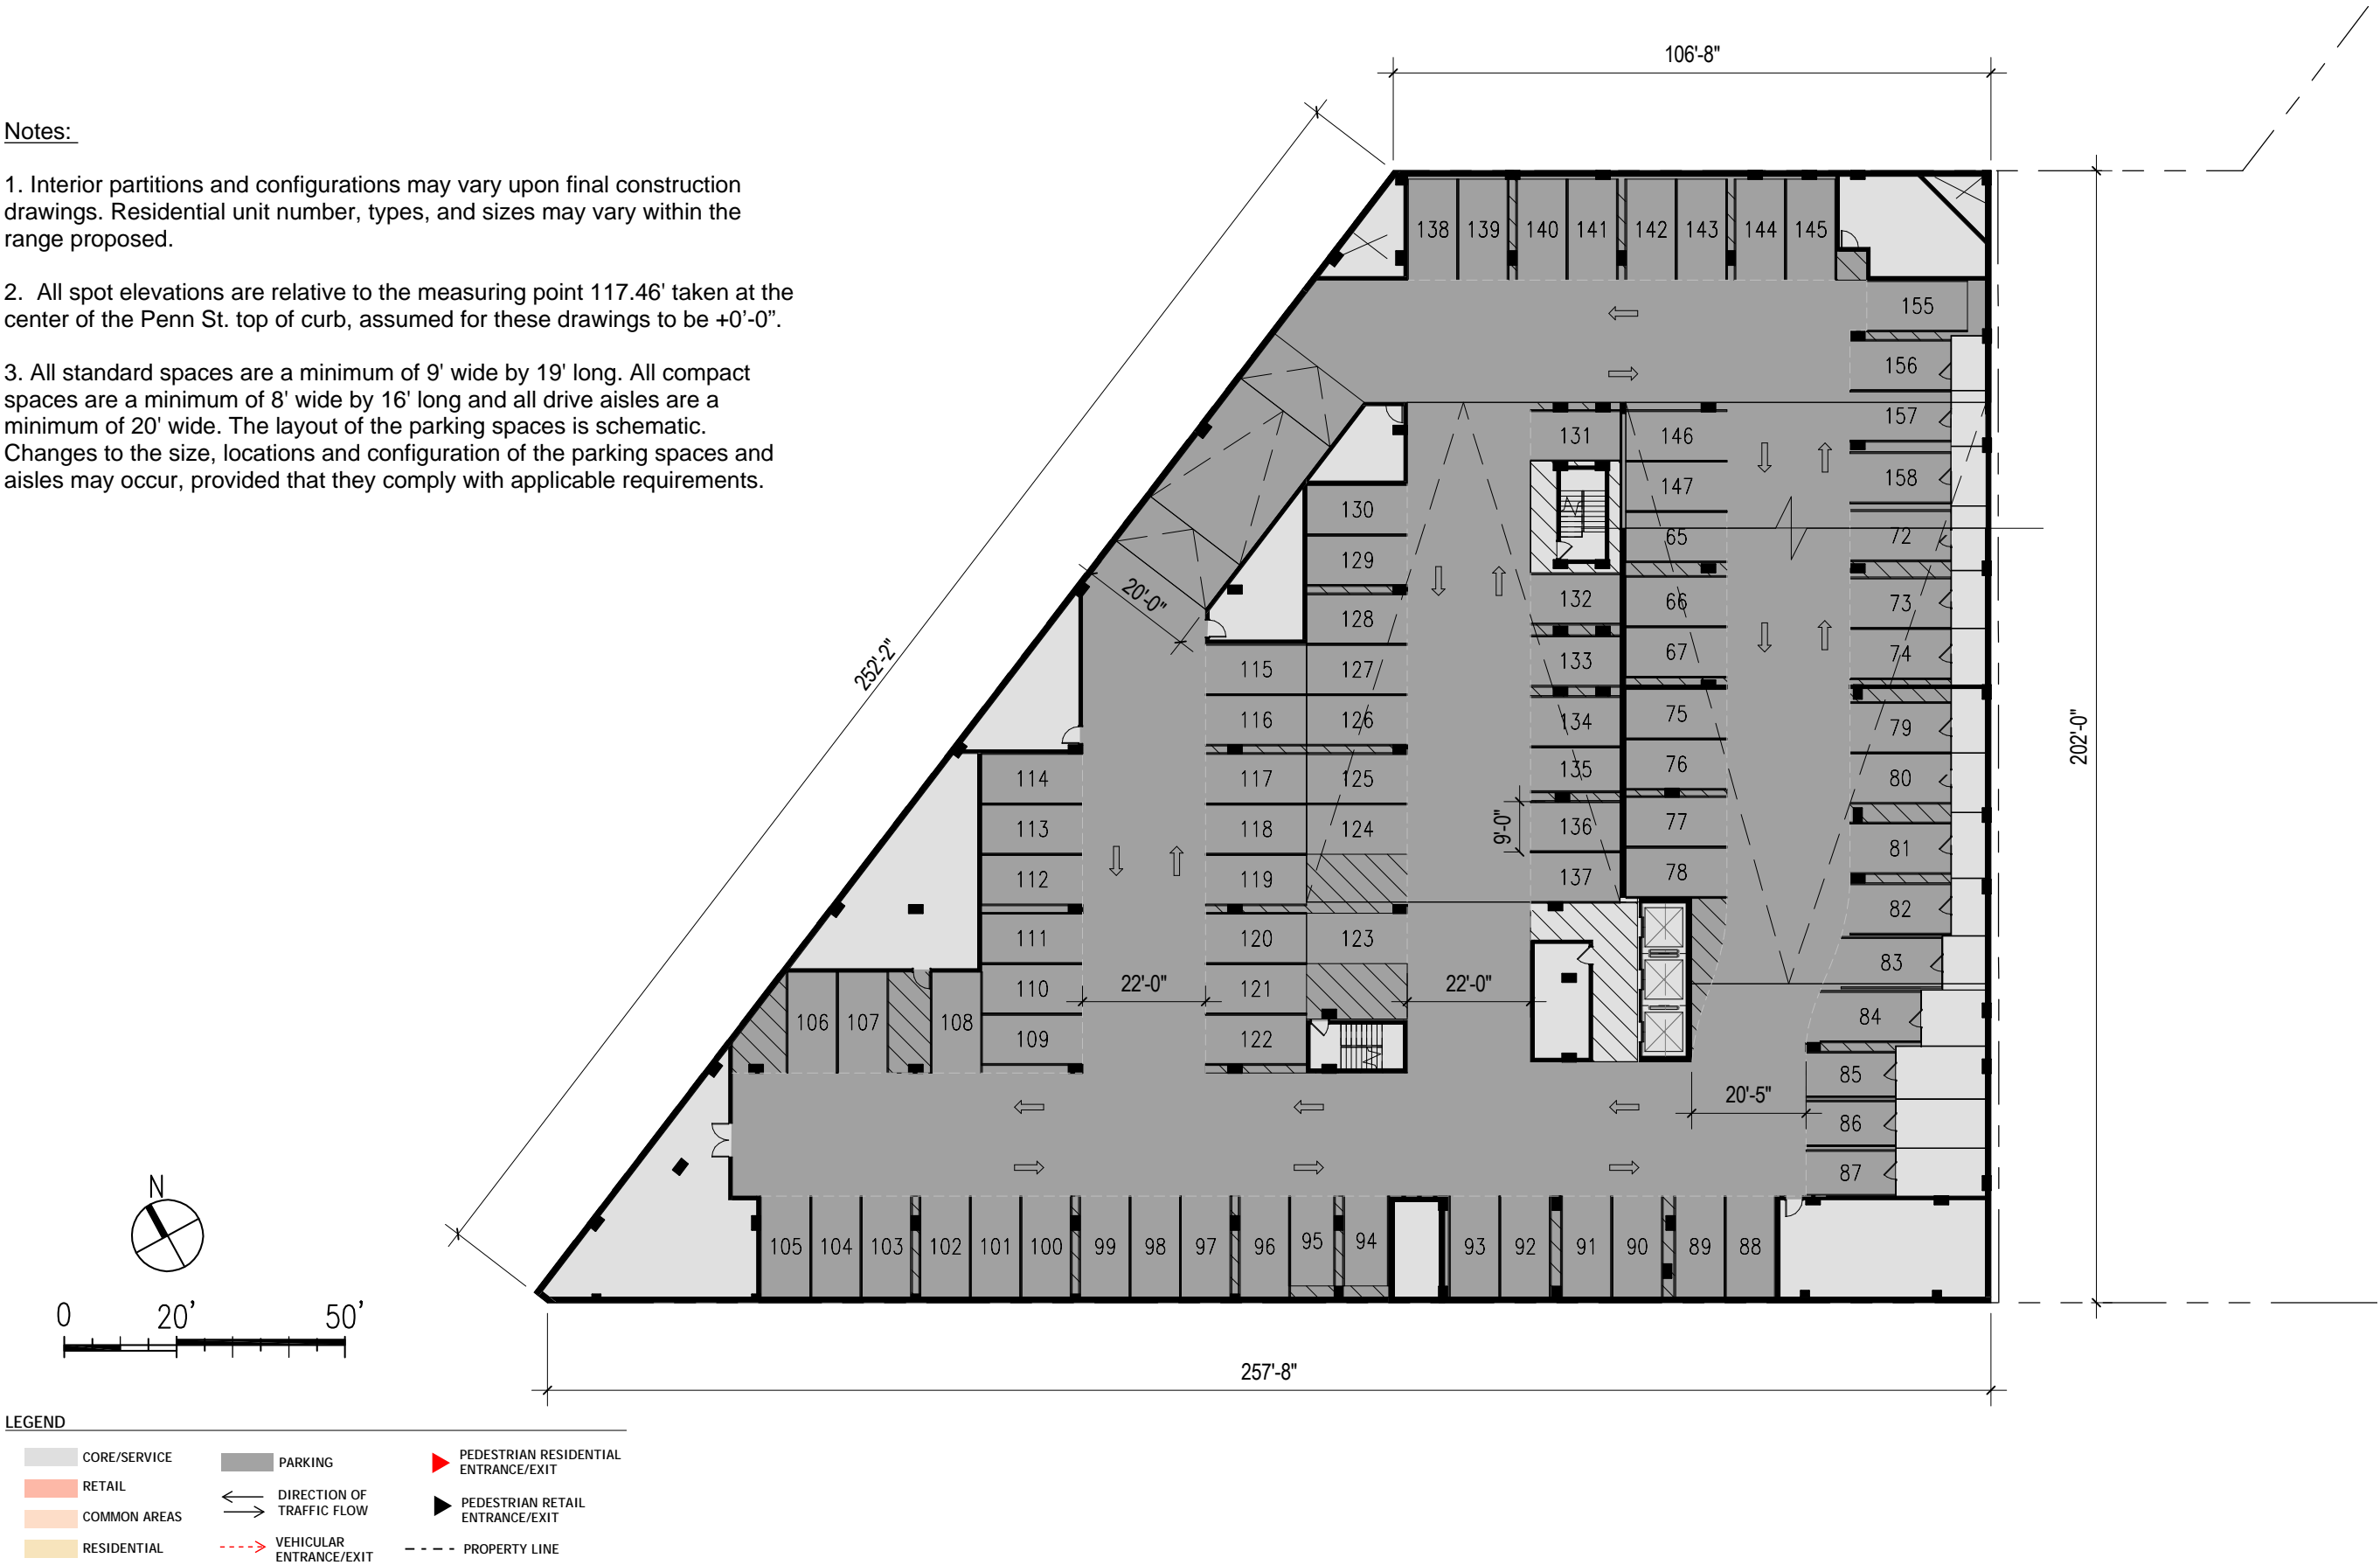 Notes:
1. Interior partitions and configurations may vary upon final construction
drawings. Residential unit number, types, and sizes may vary within the
range proposed.
2.  All spot elevations are relative to the measuring point 117.46' taken at the
center of the Penn St. top of curb, assumed for these drawings to be +0'-0”.
3. All standard spaces are a minimum of 9' wide by 19' long. All compact
spaces are a minimum of 8' wide by 16' long and all drive aisles are a
minimum of 20' wide. The layout of the parking spaces is schematic.
Changes to the size, locations and configuration of the parking spaces and
aisles may occur, provided that they comply with applicable requirements.
106'-8"
138 139 140 141 142 143 144 145
155
156
157
131 146
158
147
130
65 72
129
20'-0"
132 66 73
128
252'-2"
115 127 133 67 74
116 126 134 75 79
202'-0"
114 117 125 135 76 80
113 118 124 9'-0" 136 77 81
112 119 137 78 82
111 120 123 83
110 22'-0" 121 22'-0"
106 107 108 84
109 122
85
20'-5"
86
87
105 104 103 102 101 100 99 98 97 96 95 94 93 92 91 90 89 88
N
0 20' 50'
257'-8"
LEGEND
CORE/SERVICE
RETAIL
COMMON AREAS
RESIDENTIAL
PARKING
DIRECTION OF
TRAFFIC FLOW
VEHICULAR
ENTRANCE/EXIT
PEDESTRIAN RESIDENTIAL
ENTRANCE/EXIT
PEDESTRIAN RETAIL
ENTRANCE/EXIT
PROPERTY LINE